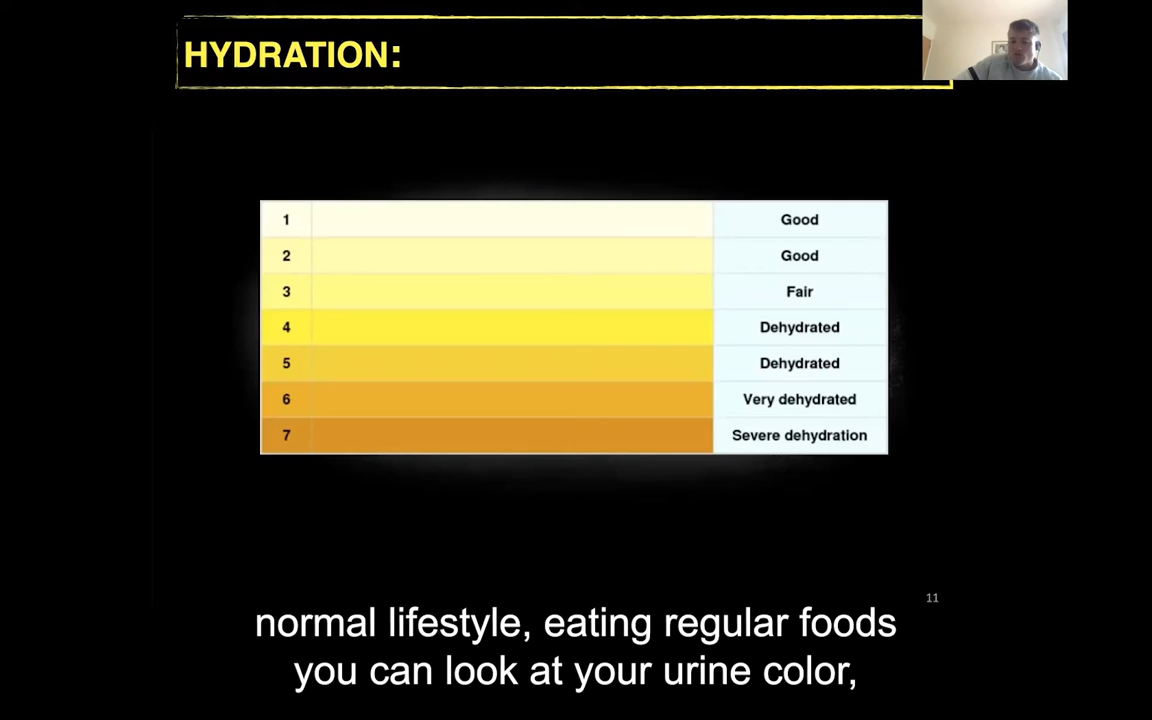 HYDRATION:
1 Good
2 Good
3 Fair
4 Dehydrated
5 Dehydrated
6 Very dehydrated
7 Severe dehydration
11
normal lifestyle, eating regular foods
you can look at your urine color,